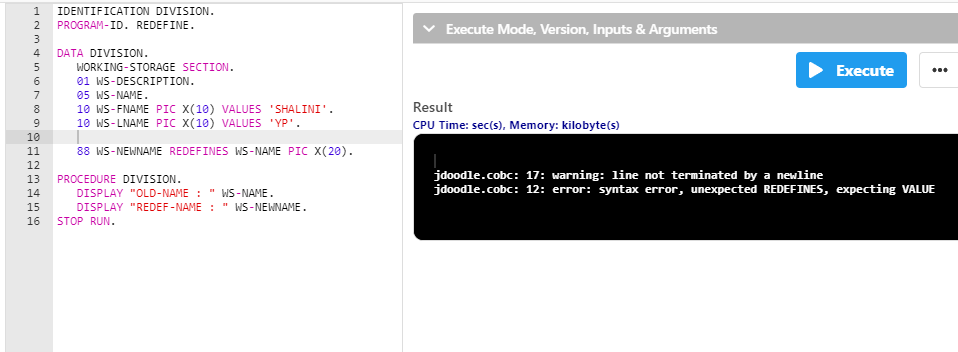 1 IDENTIFICATION DIVISION.
2 PROGRAM-ID. REDEFINE.
3
4 DATA DIVISION.
5 WORKING-STORAGE SECTION.
6 01 WS-DESCRIPTION.
7 05 WS-NAME.
8 10 WS-FNAME PIC X(10) VALUES 'SHALINI'.
9 10 WS-LNAME PIC X(10) VALUES 'YP'.
10
11 88 WS-NEWNAME REDEFINES WS-NAME PIC X(20).
12
13 PROCEDURE DIVISION.
14 DISPLAY "OLD-NAME : " WS-NAME.
15 DISPLAY "REDEF-NAME : " WS-NEWNAME.
16 STOP RUN.
Execute Mode, Version, Inputs & Arguments
Execute
•••
Result
CPU Time: sec(s), Memory: kilobyte(s)
jdoodle.cobc: 17: warning: line not terminated by a newline
jdoodle.cobc: 12: error: syntax error, unexpected REDEFINES, expecting VALUE